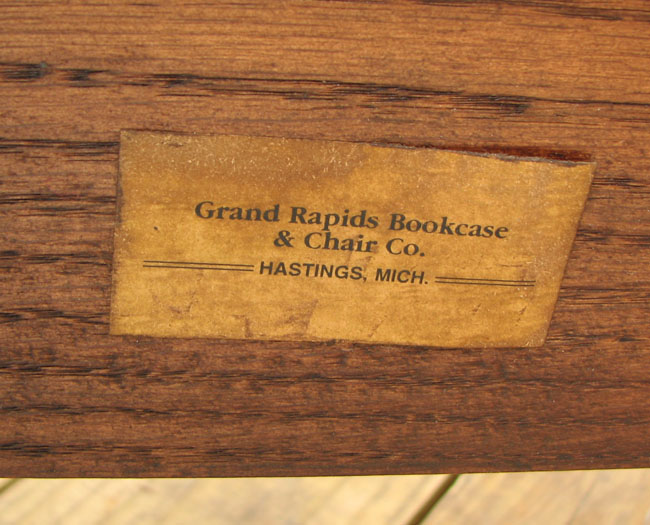 Grand Rapids Bookcase
& Chair Co.
HASTINGS, MICH.